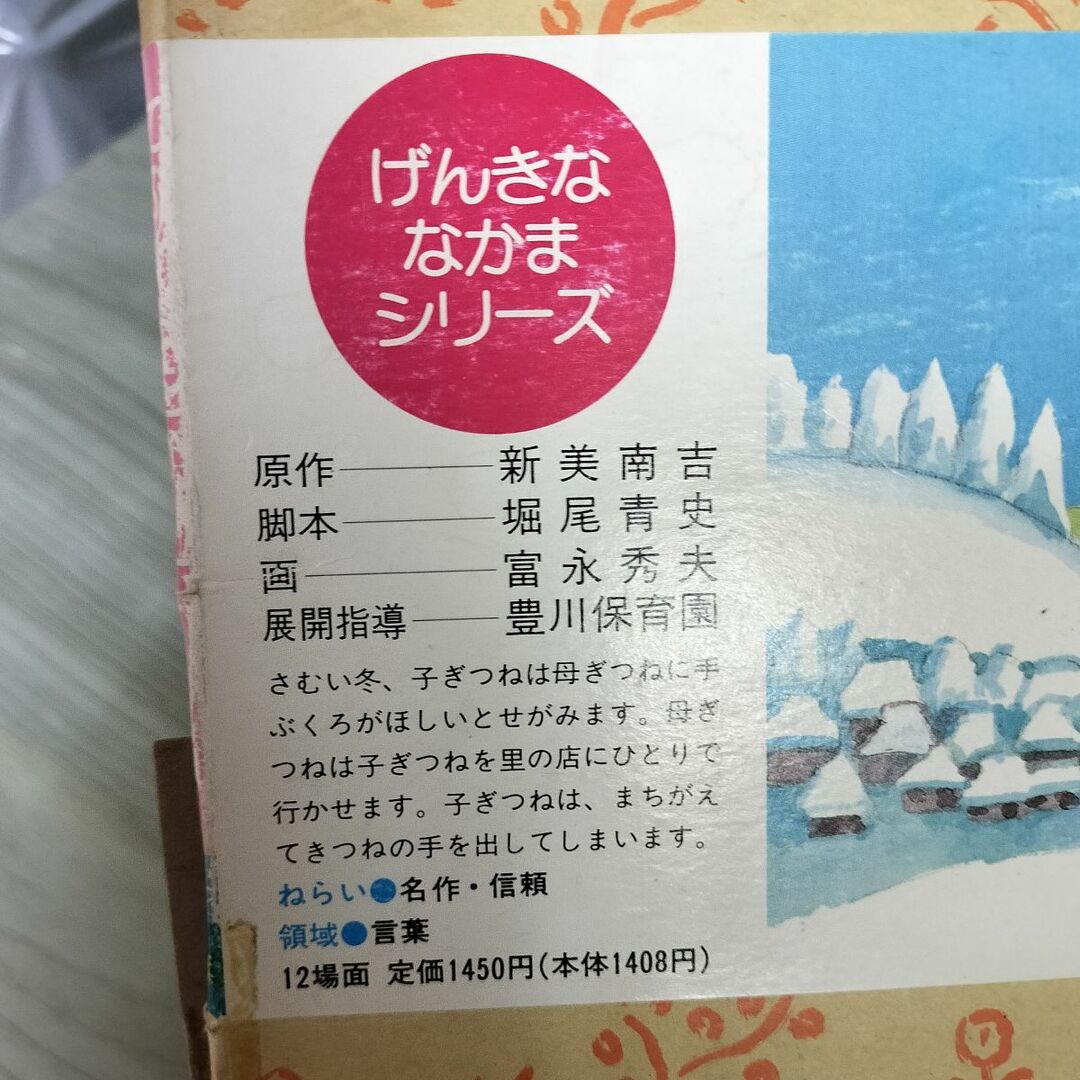 げんきな
なかま
シリーズ
原作――新美南吉
脚本――堀尾青史
画――富永秀夫
展開指導――豊川保育園
さむい冬、子ぎつねは母ぎつねに手
ぶくろがほしいとせがみます。母ぎ
つねは子ぎつねを里の店にひとりで
行かせます。子ぎつねは、まちがえ
てきつねの手を出してしまいます。
ねらい●名作・信頼
領域●言葉
12場面 定価1450円(本体1408円)